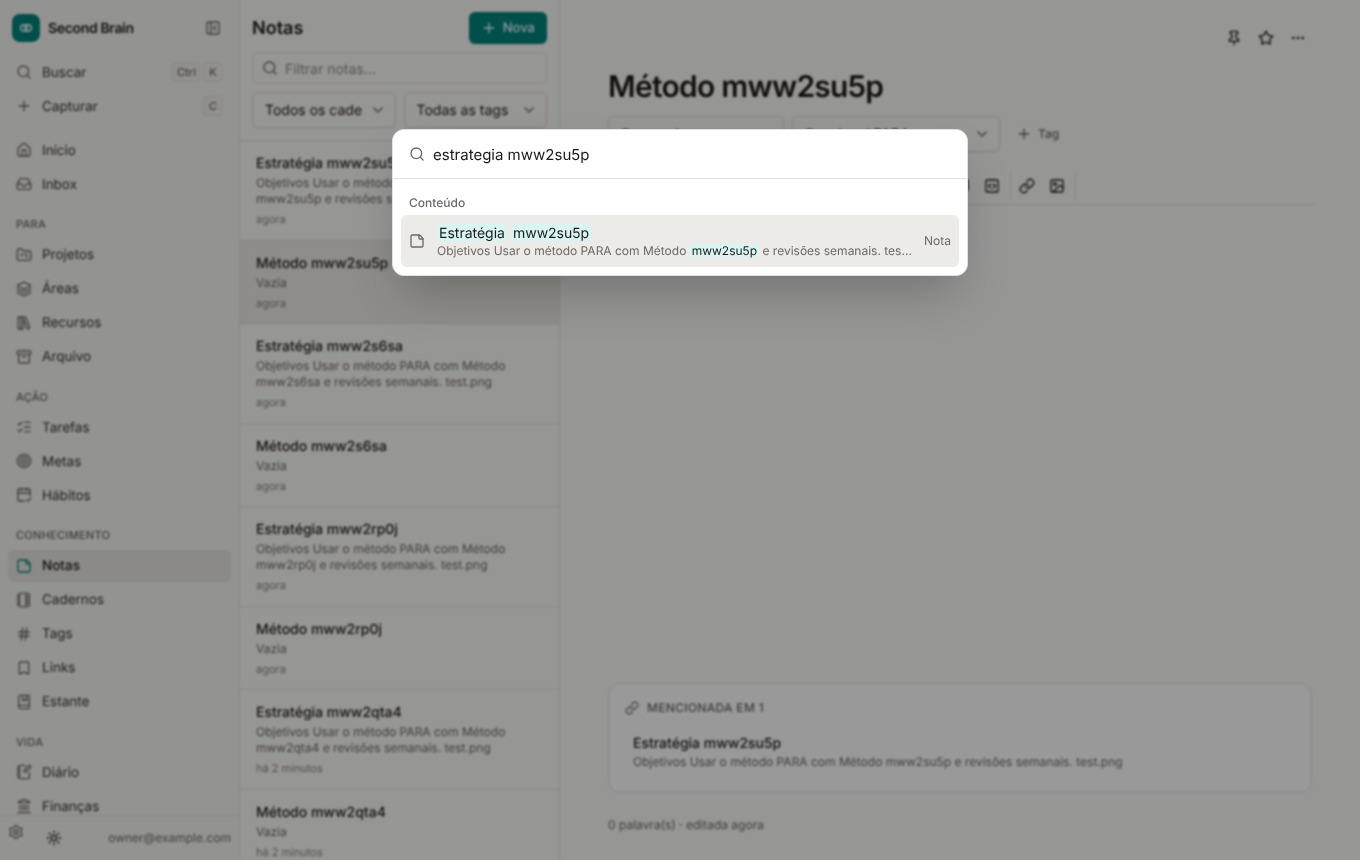 Second Brain
Buscar
Ctrl K
Capturar
C
Início
Inbox
PARA
Projetos
Áreas
Recursos
Arquivo
AÇÃO
Tarefas
Metas
Hábitos
CONHECIMENTO
Notas
Cadernos
Tags
Links
Estante
VIDA
Diário
Finanças
owner@example.com
Notas
Nova
Filtrar notas...
Todos os cade
Todas as tags
Estratégia mww2su5
Objetivos Usar o método
mww2su5p e revisões s
agora
Método mww2su5p
Vazia
agora
Estratégia mww2s6sa
Objetivos Usar o método PARA com Método
mww2s6sa e revisões semanais. test.png
agora
Método mww2s6sa
Vazia
agora
Estratégia mww2rp0j
Objetivos Usar o método PARA com Método
mww2rp0j e revisões semanais. test.png
agora
Método mww2rp0j
Vazia
agora
Estratégia mww2qta4
Objetivos Usar o método PARA com Método
mww2qta4 e revisões semanais. test.png
há 2 minutos
Método mww2qta4
Vazia
há 2 minutos
Método mww2su5p
Tag
estrategia mww2su5p
Conteúdo
Estratégia mww2su5p
Objetivos Usar o método PARA com Método mww2su5p e revisões semanais. tes...
Nota
MENCIONADA EM 1
Estratégia mww2su5p
Objetivos Usar o método PARA com Método mww2su5p e revisões semanais. test.png
0 palavra(s) · editada agora